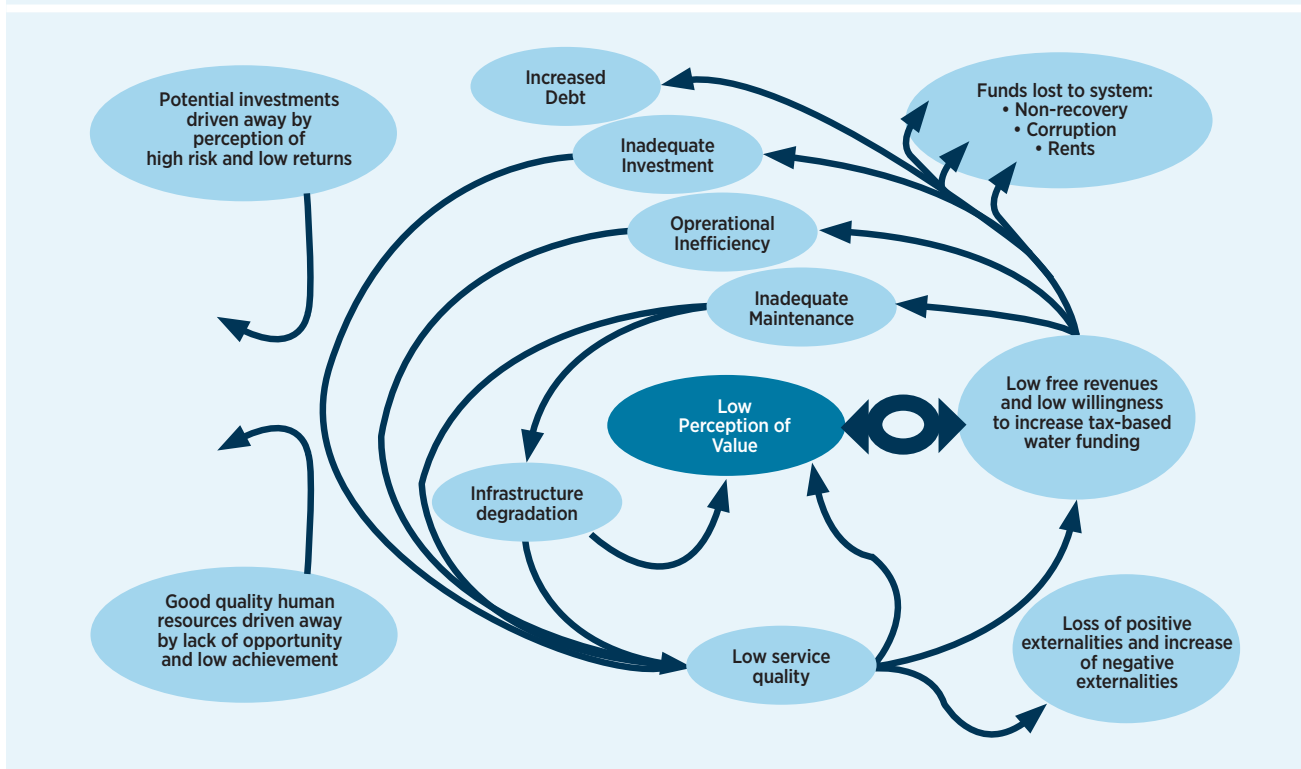 Potential investments
driven away by
perception of
high risk and low returns
Increased
Debt
Funds lost to system:
• Non-recovery
• Corruption
• Rents
Inadequate
Investment
Oprerational
Inefficiency
Inadequate
Maintenance
Low
Perception of
Value
Low free revenues
and low willingness
to increase tax-based
water funding
Infrastructure
degradation
Good quality human
resources driven away
by lack of opportunity
and low achievement
Low service
quality
Loss of positive
externalities and increase
of negative
externalities